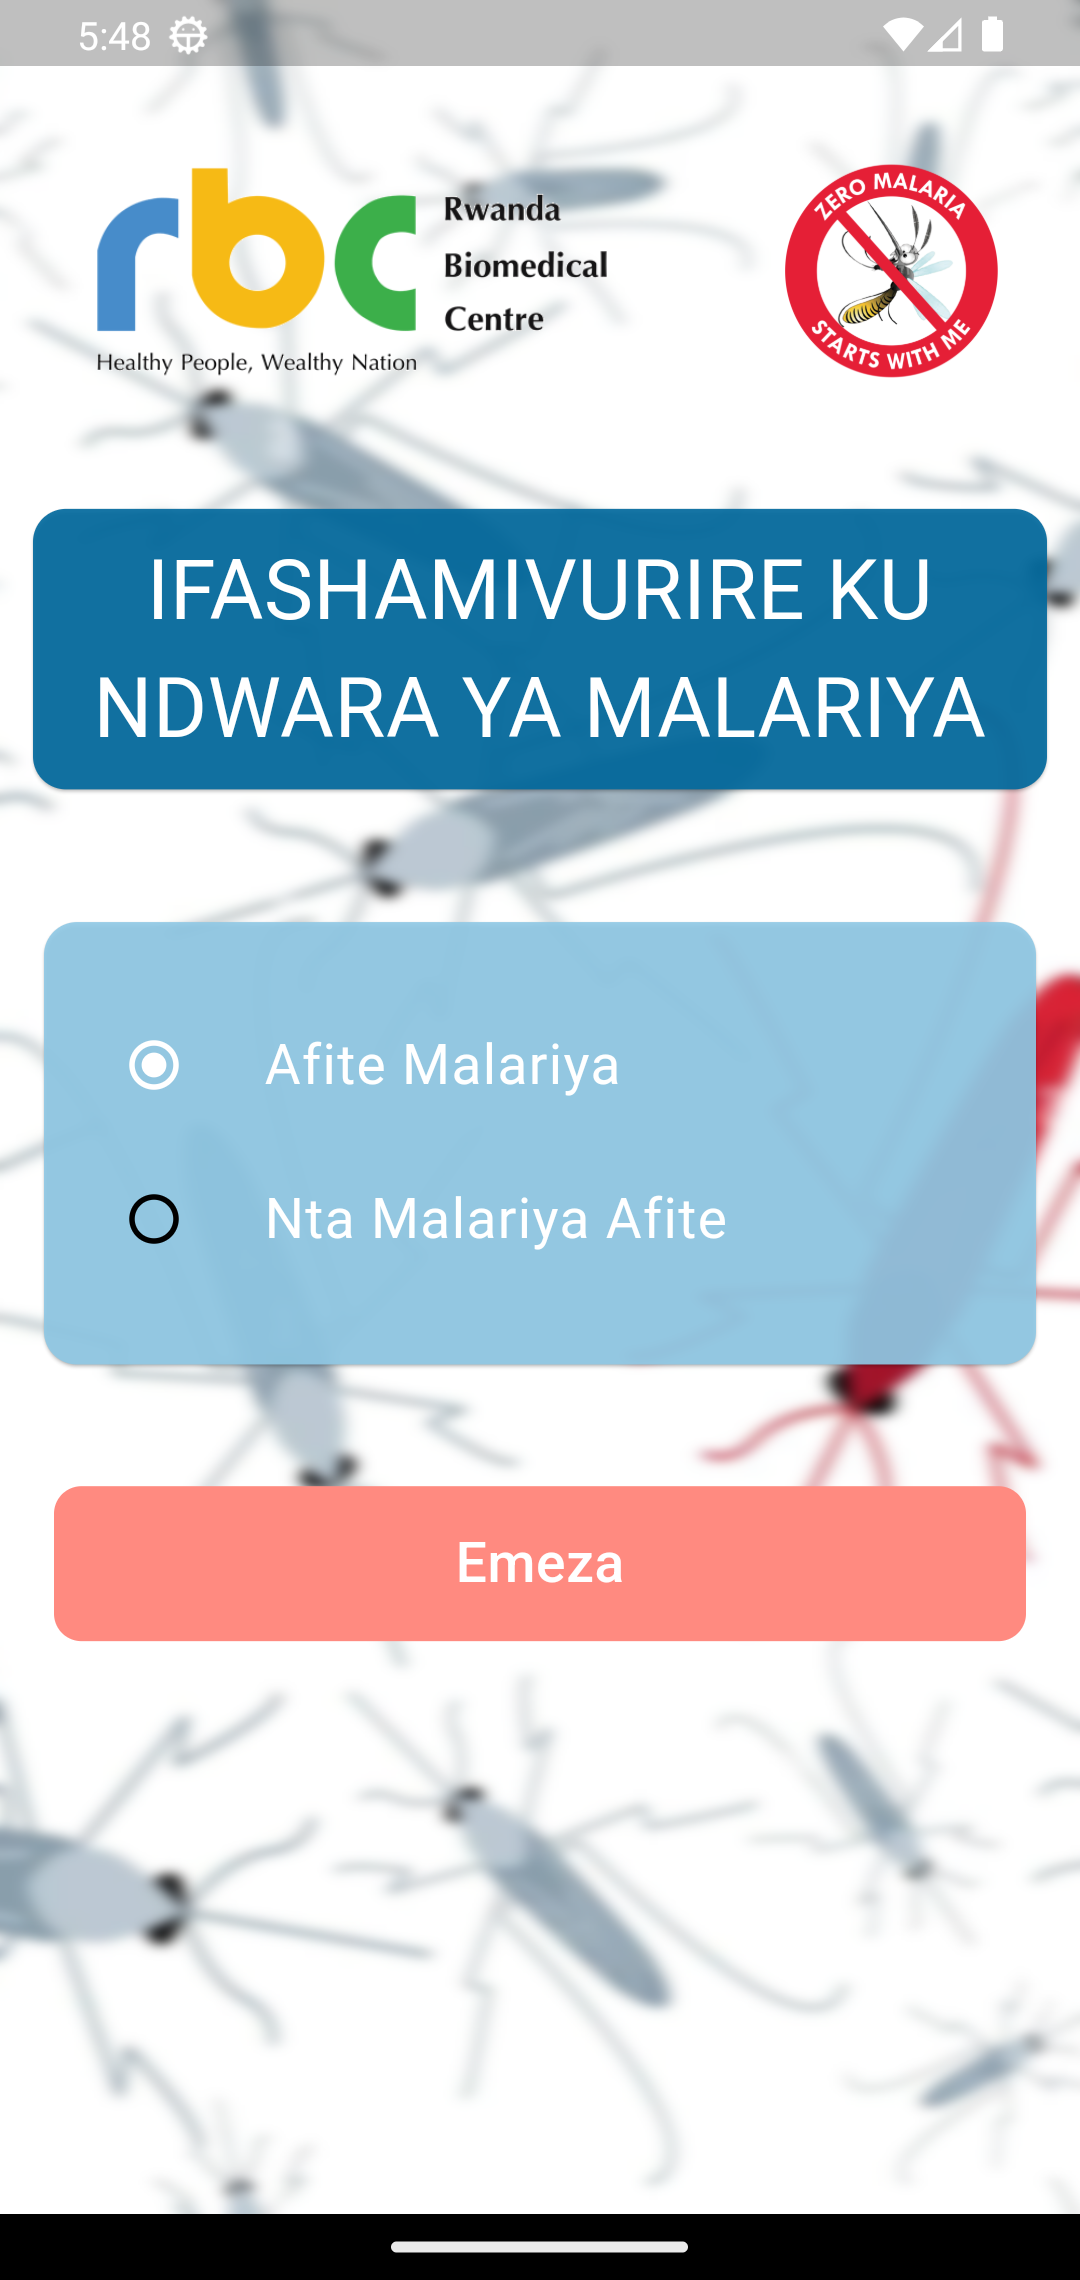 5:48
rbc
Rwanda
Biomedical
Centre
Healthy People, Wealthy Nation
ZERO MALARIA
STARTS WITH ME
IFASHAMIVURIRE KU
NDWARA YA MALARIYA
Afite Malariya
Nta Malariya Afite
Emeza